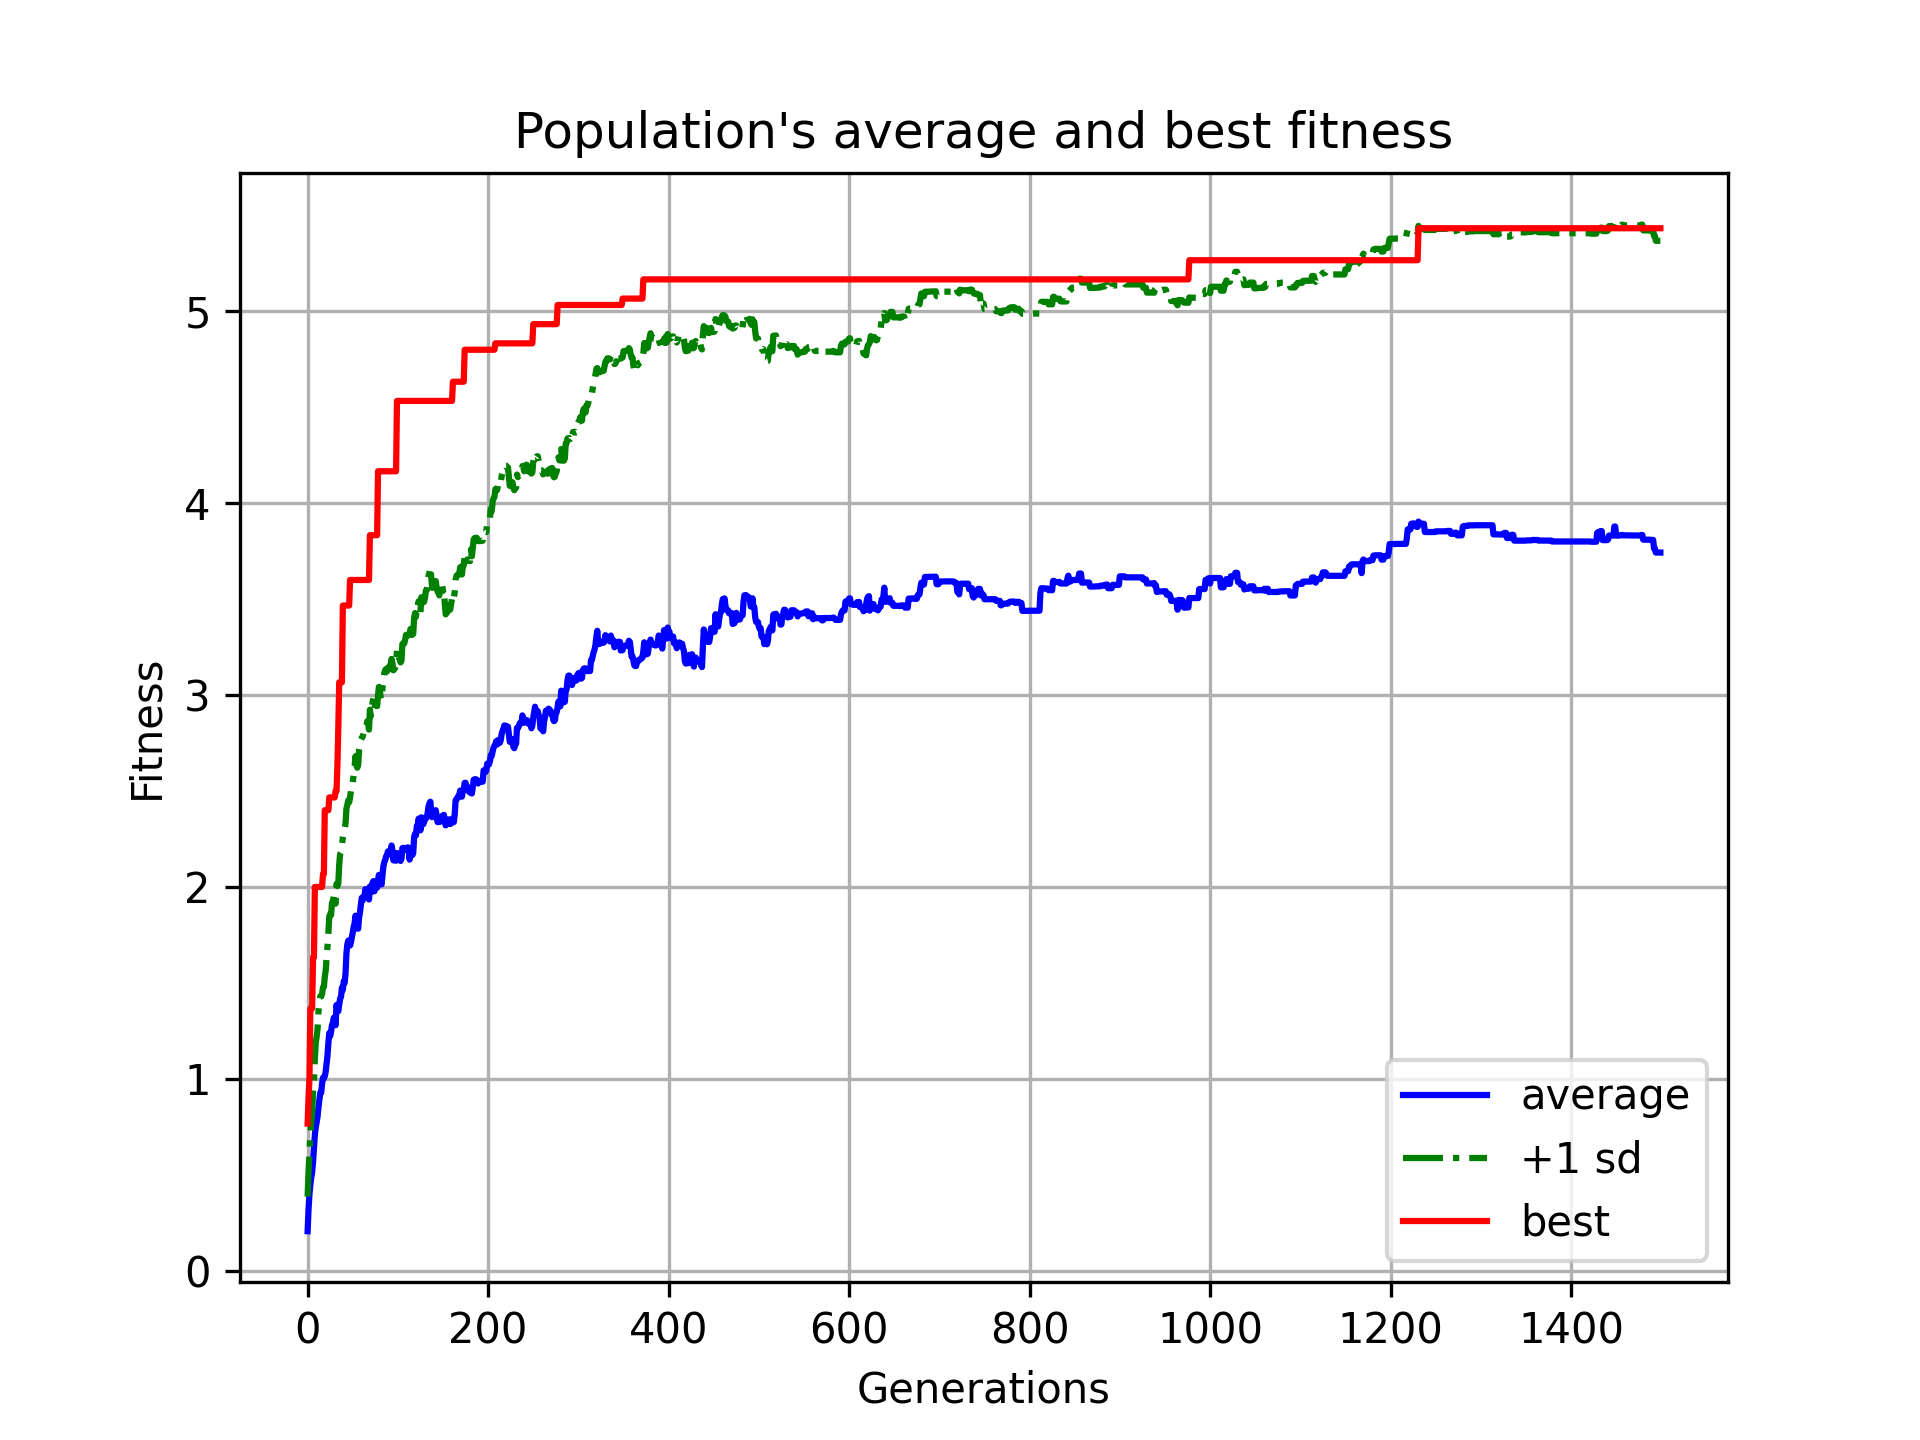 Population's average and best fitness
Fitness
5
4
3
2
1
0
0 200 400 600 800 1000 1200 1400
Generations
average
+1 sd
best